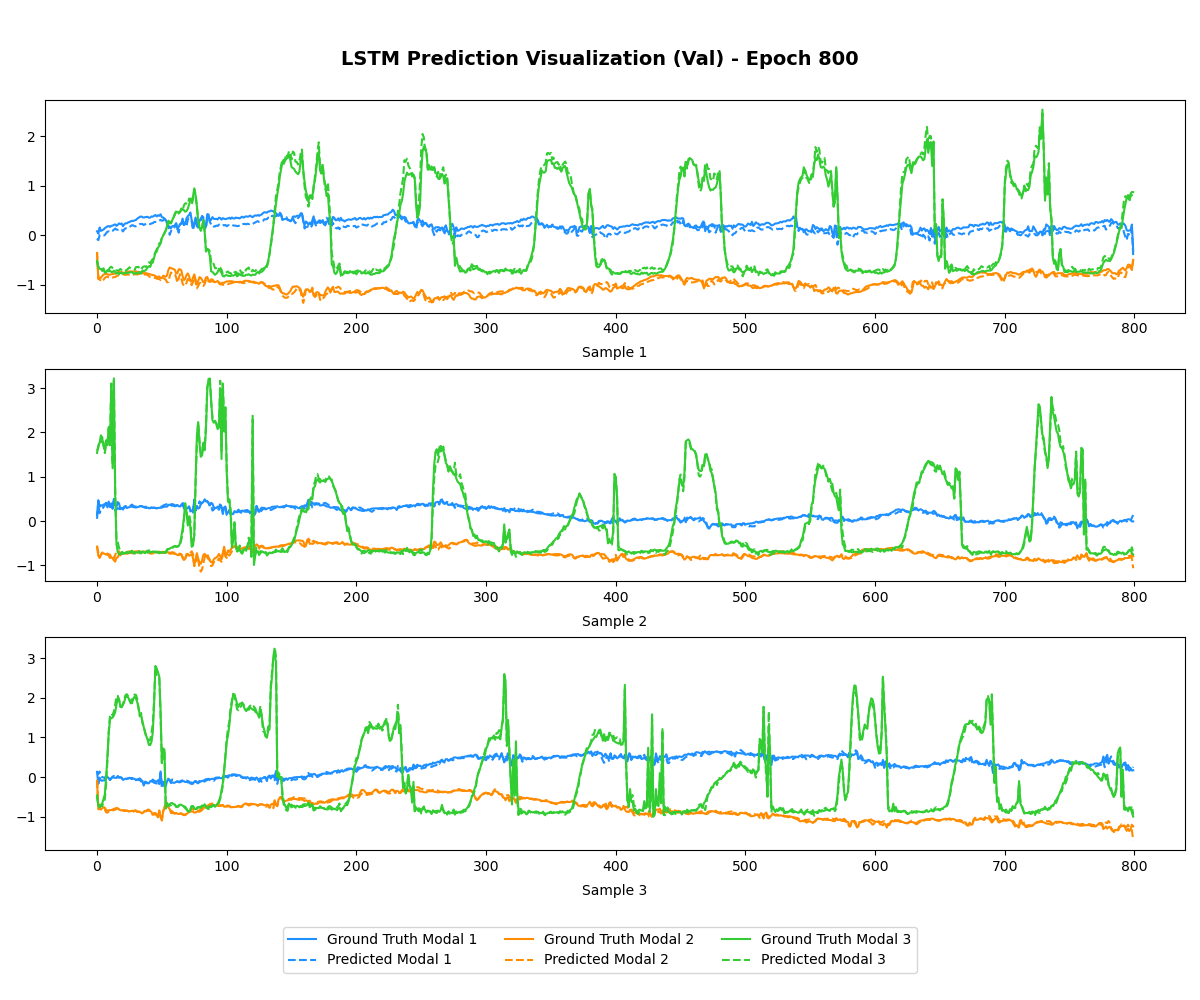 LSTM Prediction Visualization (Val) - Epoch 800
2
1
0
−1
0 100 200 300 400 500 600 700 800
Sample 1
3
2
1
0
−1
0 100 200 300 400 500 600 700 800
Sample 2
3
2
1
0
−1
0 100 200 300 400 500 600 700 800
Sample 3
Ground Truth Modal 1 Ground Truth Modal 2 Ground Truth Modal 3
Predicted Modal 1 Predicted Modal 2 Predicted Modal 3